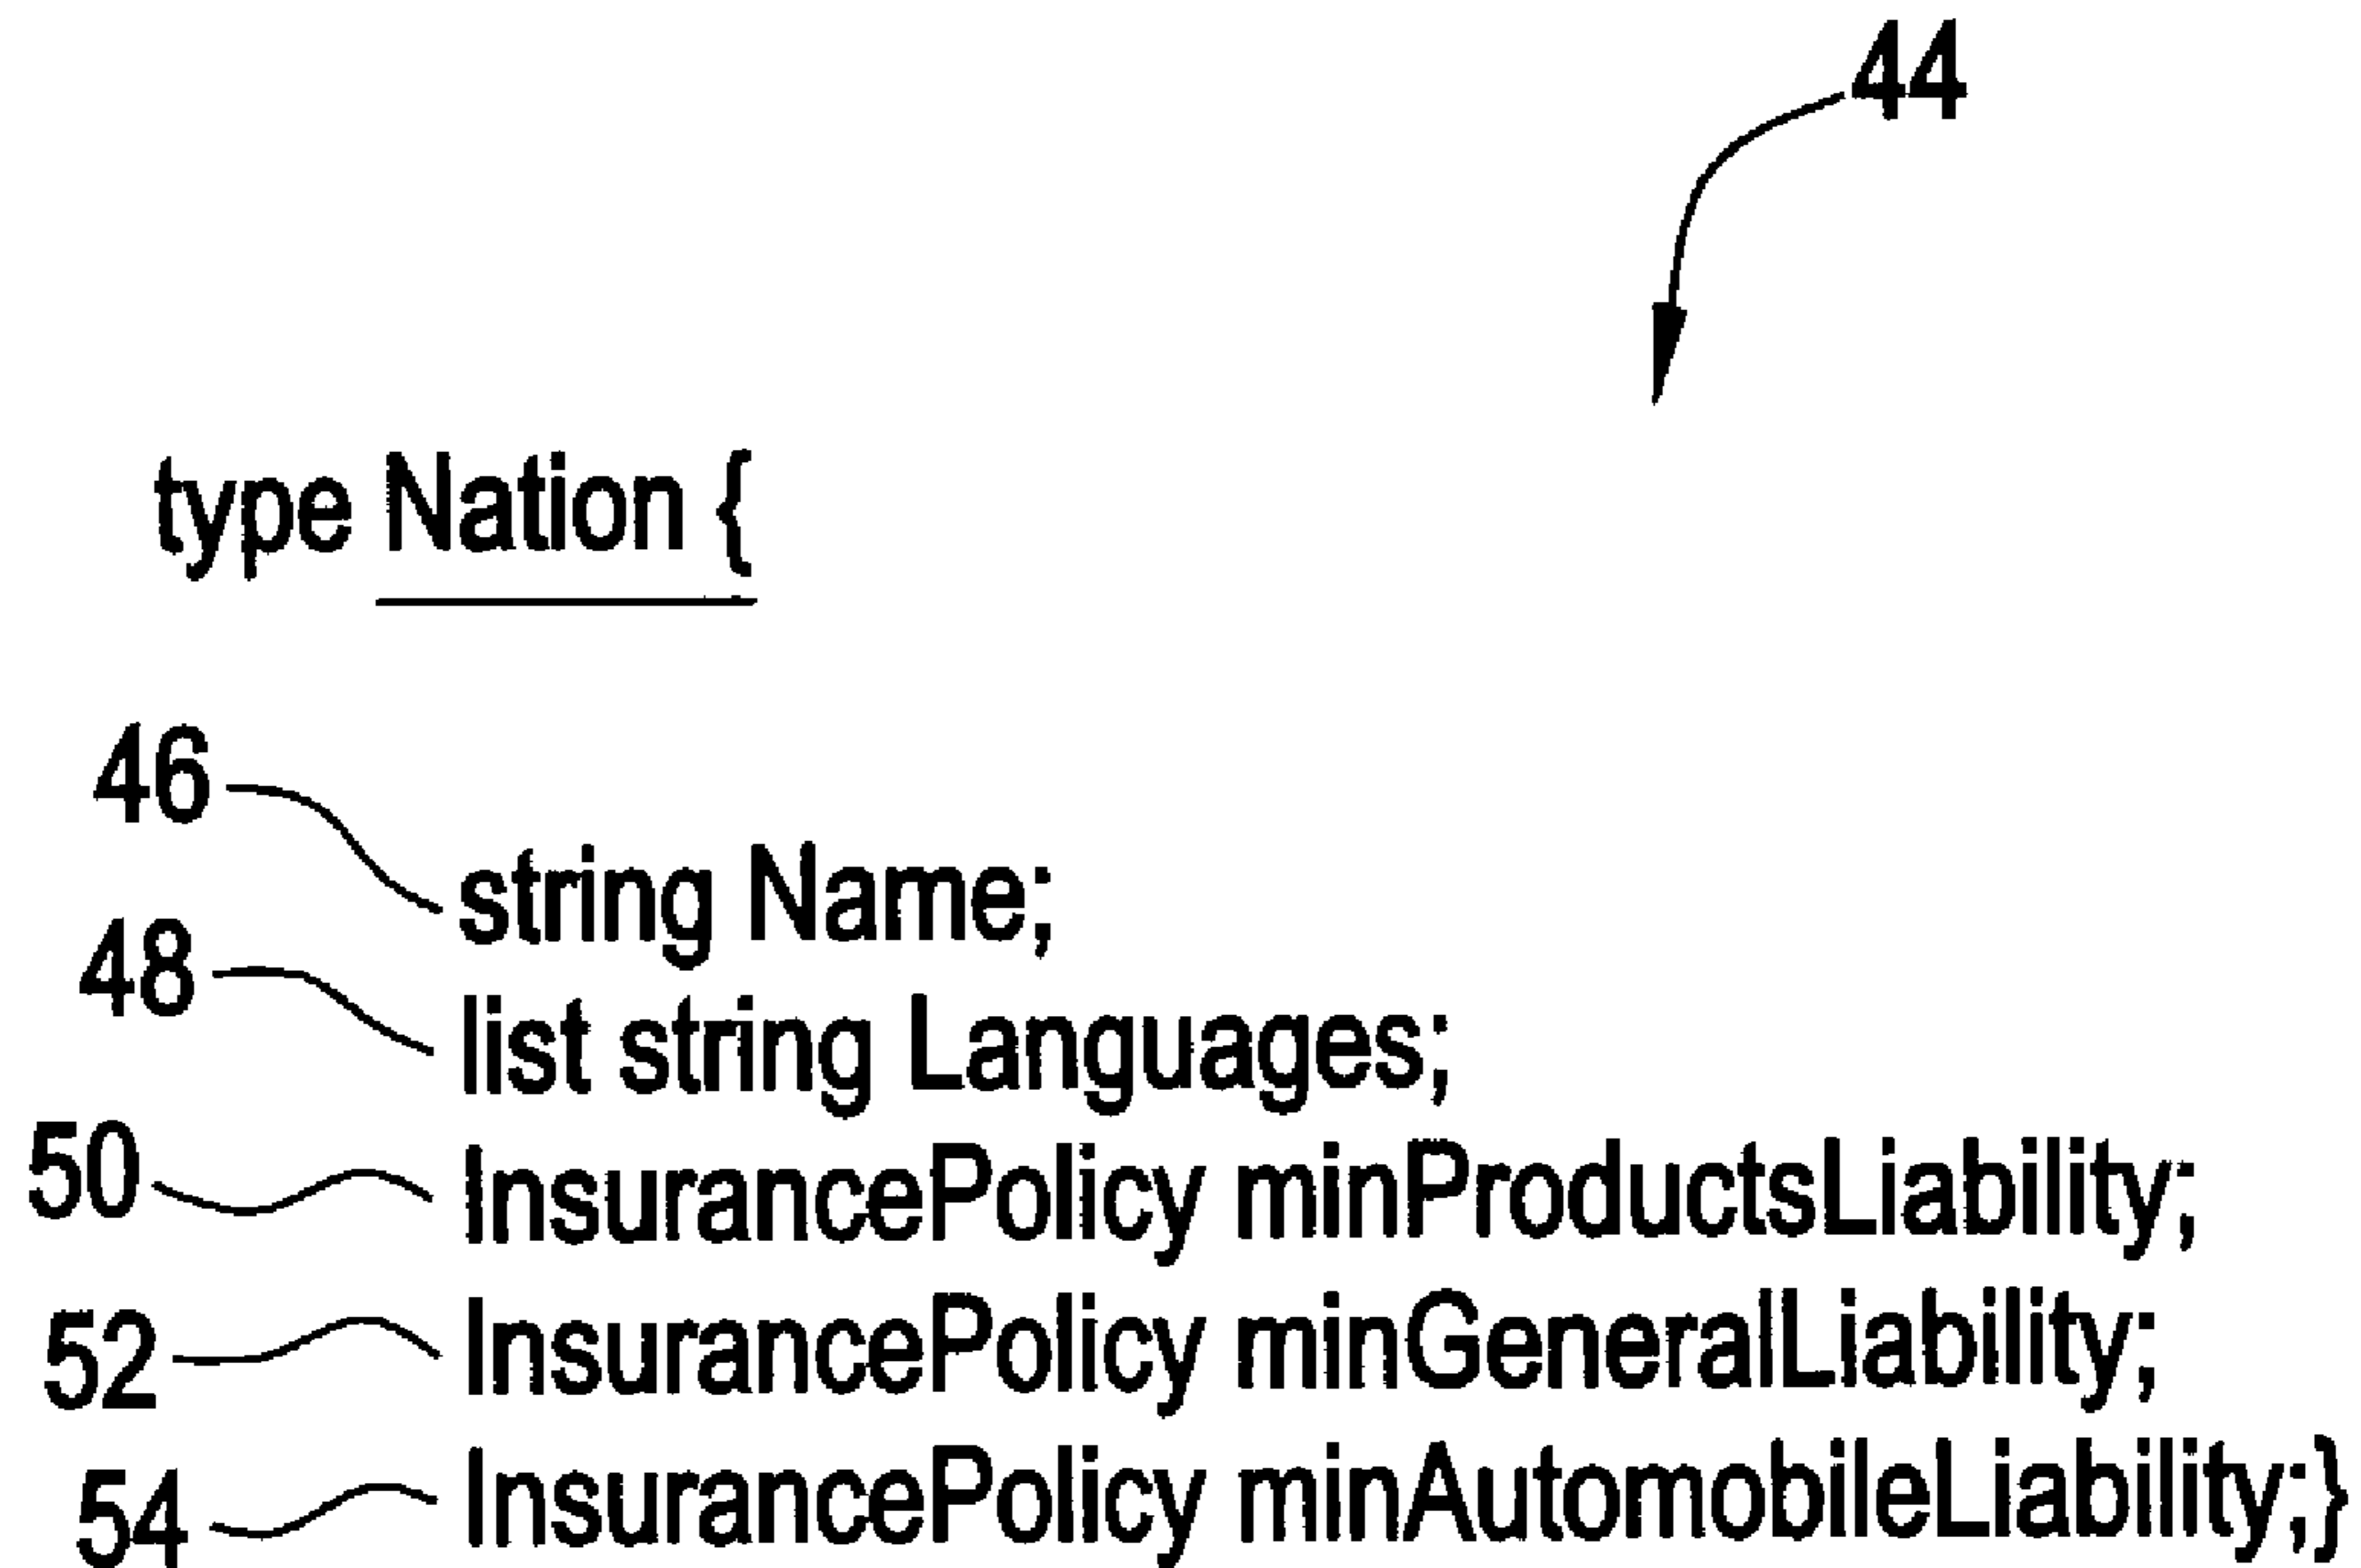 44
type Nation {
46
string Name;
48
list string Languages;
50 InsurancePolicy minProductsLiability;
52 InsurancePolicy minGeneralLiability;
54 InsurancePolicy minAutomobileLiability;}